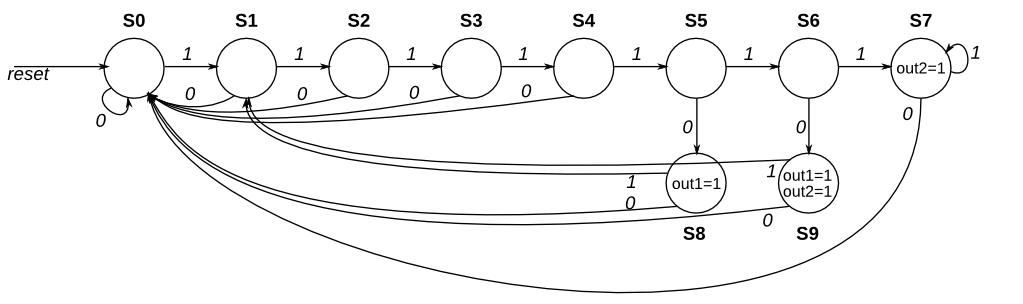 S0 S1 S2 S3 S4 S5 S6 S7
1 1 1 1 1 1 1 1
reset
out2=1
0 0 0 0 0
0 0 0
1 out1=1 1 out1=1
out2=1
0 0
S8 S9